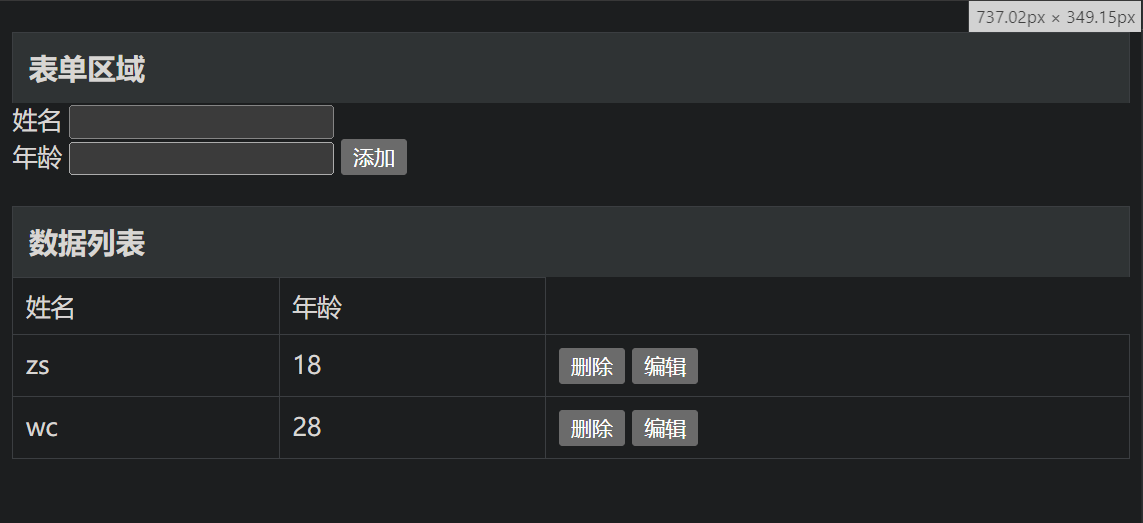 737.02px × 349.15px
表单区域
姓名
年龄 添加
数据列表
姓名 年龄
zs 18 删除 编辑
wc 28 删除 编辑